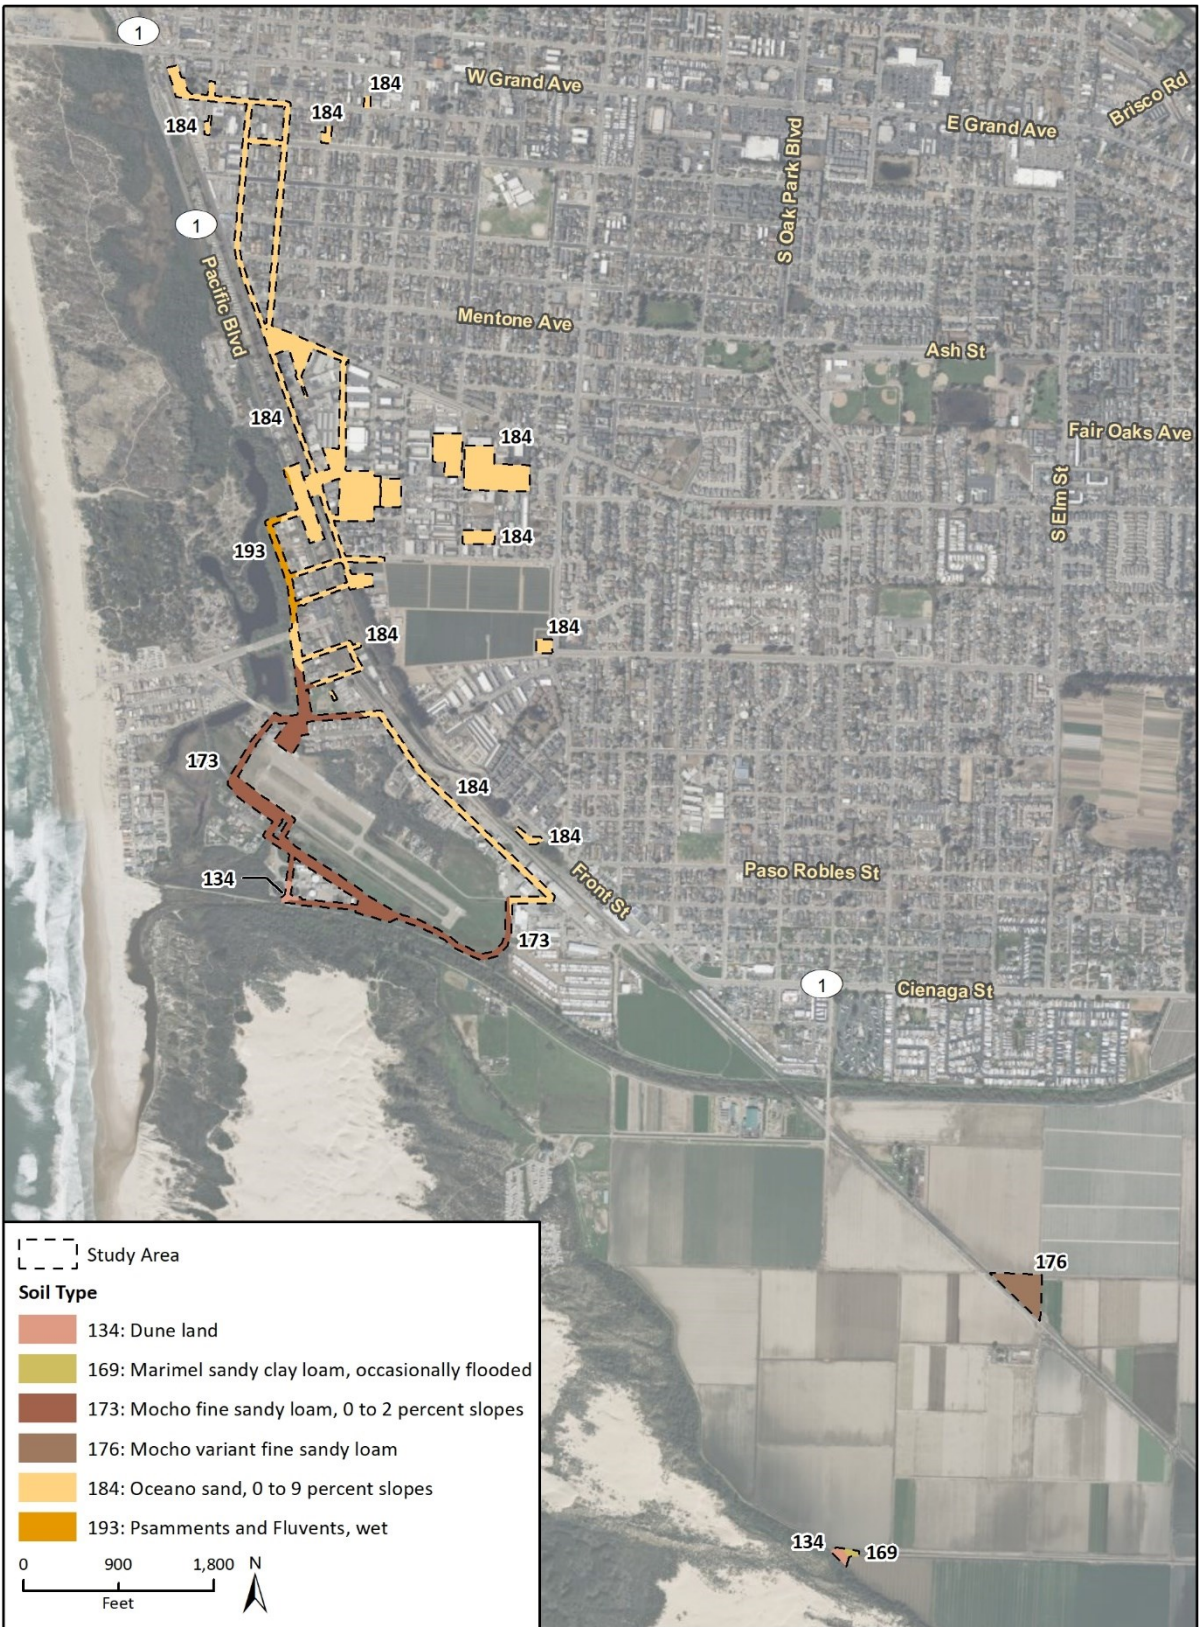 1
W Grand Ave
184
184
184
E Grand Ave
Brisco Rd
S Oak Park Blvd
1
Pacific Blvd
Mentone Ave
Ash St
184
184
Fair Oaks Ave
S Elm St
193
184
184
184
173
184
184
134
Front St
Paso Robles St
173
1
Cienaga St
176
134
169
Study Area
Soil Type
134: Dune land
169: Marimel sandy clay loam, occasionally flooded
173: Mocho fine sandy loam, 0 to 2 percent slopes
176: Mocho variant fine sandy loam
184: Oceano sand, 0 to 9 percent slopes
193: Psamments and Fluvents, wet
0 900 1,800 N
Feet